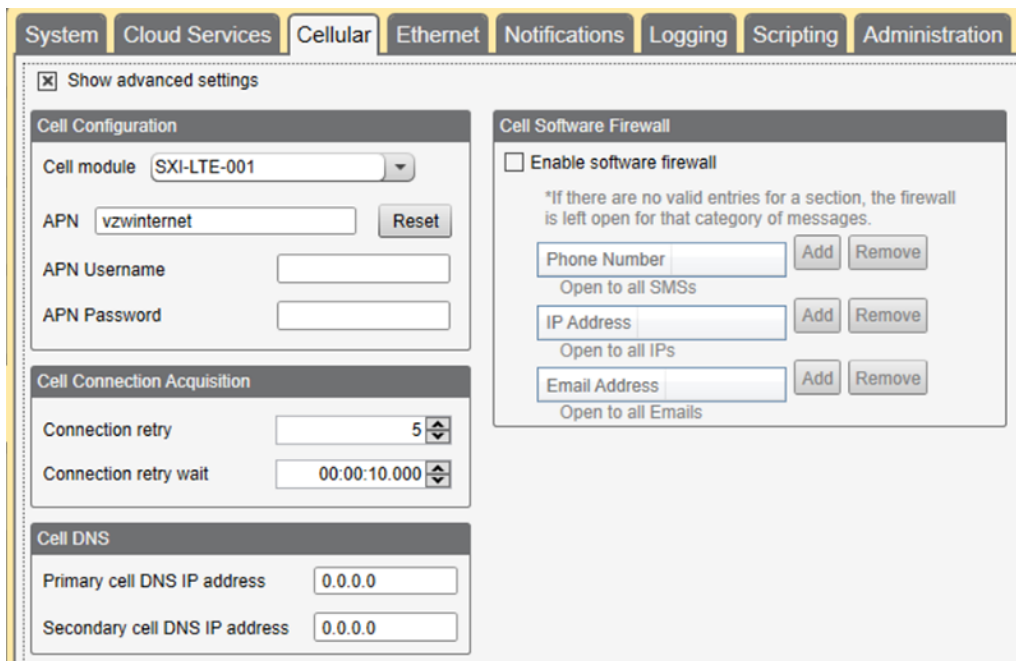 System Cloud Services Cellular Ethernet Notifications Logging Scripting Administration
Show advanced settings
Cell Configuration
Cell module SXI-LTE-001
APN vzwinternet Reset
APN Username
APN Password
Cell Connection Acquisition
Connection retry 5
Connection retry wait 00:00:10.000
Cell DNS
Primary cell DNS IP address 0.0.0.0
Secondary cell DNS IP address 0.0.0.0
Cell Software Firewall
Enable software firewall
*If there are no valid entries for a section, the firewall
is left open for that category of messages.
Phone Number Add Remove
Open to all SMSs
IP Address Add Remove
Open to all IPs
Email Address Add Remove
Open to all Emails